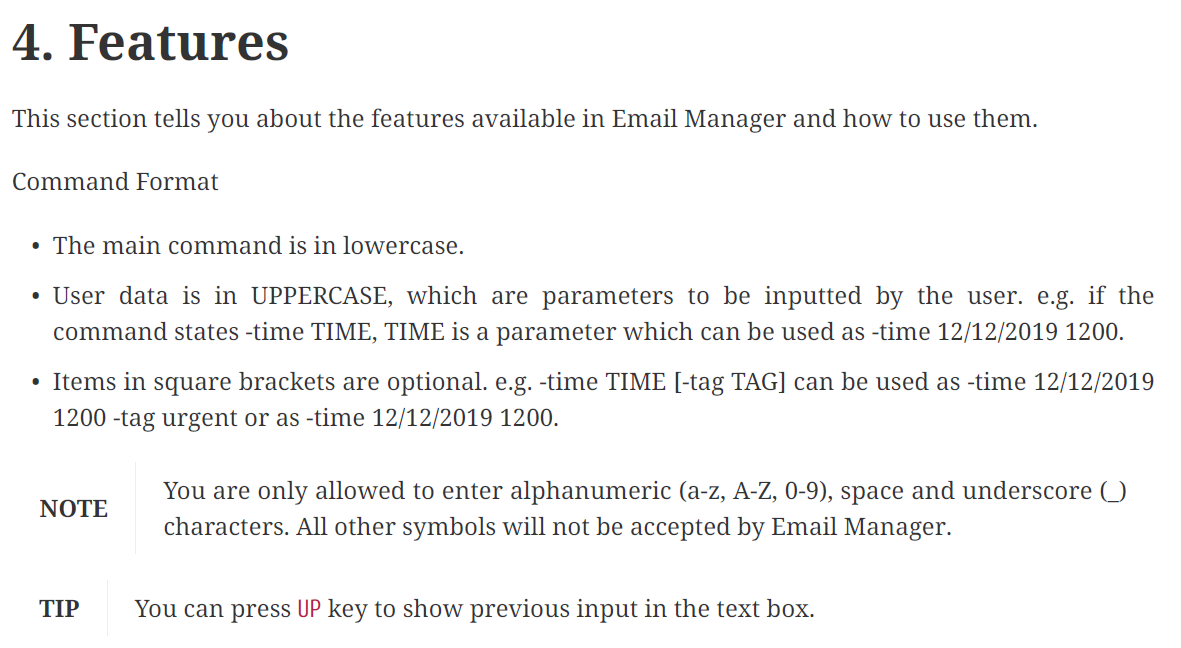 4. Features
This section tells you about the features available in Email Manager and how to use them.
Command Format
• The main command is in lowercase.
• User data is in UPPERCASE, which are parameters to be inputted by the user. e.g. if the
command states -time TIME, TIME is a parameter which can be used as -time 12/12/2019 1200.
• Items in square brackets are optional. e.g. -time TIME [-tag TAG] can be used as -time 12/12/2019
1200 -tag urgent or as -time 12/12/2019 1200.
NOTE
You are only allowed to enter alphanumeric (a-z, A-Z, 0-9), space and underscore (_)
characters. All other symbols will not be accepted by Email Manager.
TIP
You can press UP key to show previous input in the text box.